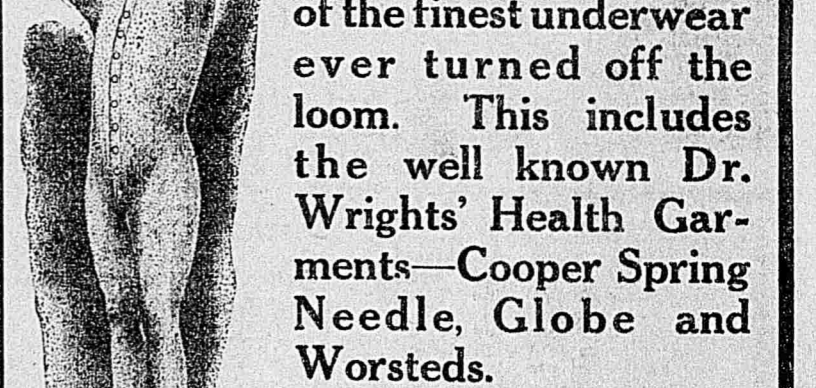 of the finest underwear
ever turned off the
loom. This includes
the well known Dr.
Wrights' Health Gar-
ments—Cooper Spring
Needle, Globe and
Worsteds.